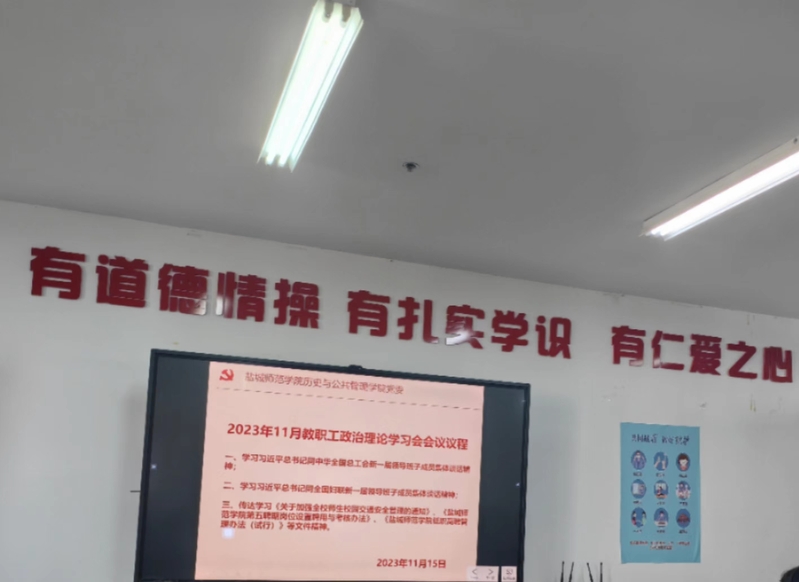 有道德情操 有扎实学识 有仁爱之心
盐城师范学院历史与公共管理学院党委
2023年11月教职工政治理论学习会会议议程
一、学习习近平总书记同中华全国总工会新一届领导班子成员集体谈话精
神；
二、学习习近平总书记同全国妇联新一届领导班子成员集体谈话精神；
三、传达学习《关于加强全校师生校园交通安全管理的通知》、《盐城师
范学院第五轮岗位设置聘用与考核办法》、《盐城师范学院
理办法（试行）》等文件精神。
2023年11月15日